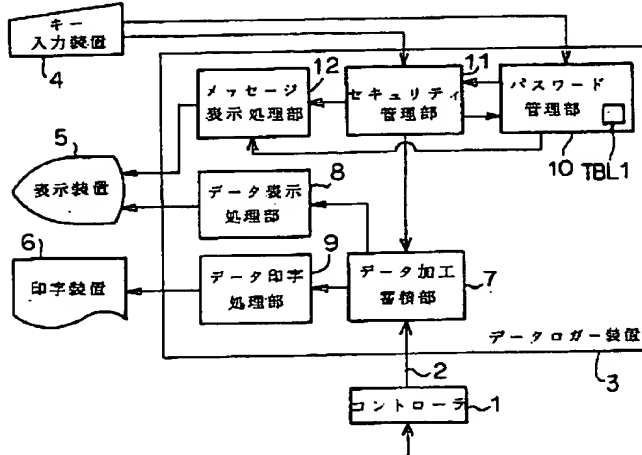 キー
入力装置
4
12
メッセージ
表示処理部
11
セキュリティ
管理部
パスワード
管理部
10
TBL1
5
表示装置
8
データ表示
処理部
6
印字装置
9
データ印字
処理部
データ加工
蓄積部
7
データロガー装置
3
2
コントローラ
1